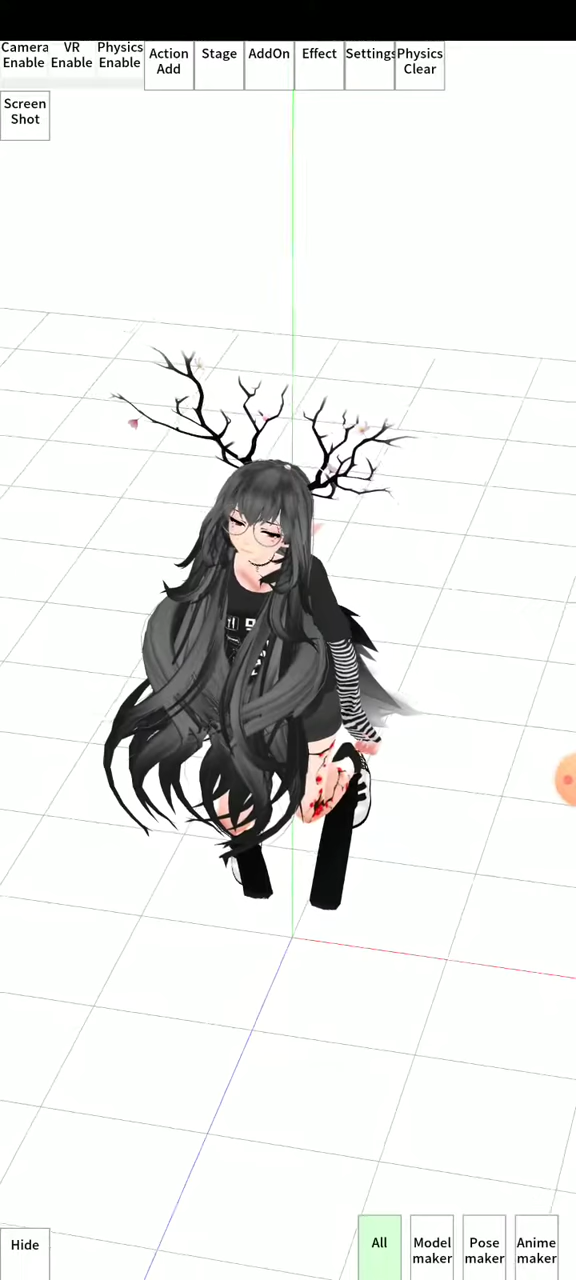 Camera
Enable
VR
Enable
Physics
Enable
Action
Add
Stage
AddOn
Effect
Settings
Physics
Clear
Screen
Shot
Hide
All
Model
maker
Pose
maker
Anime
maker